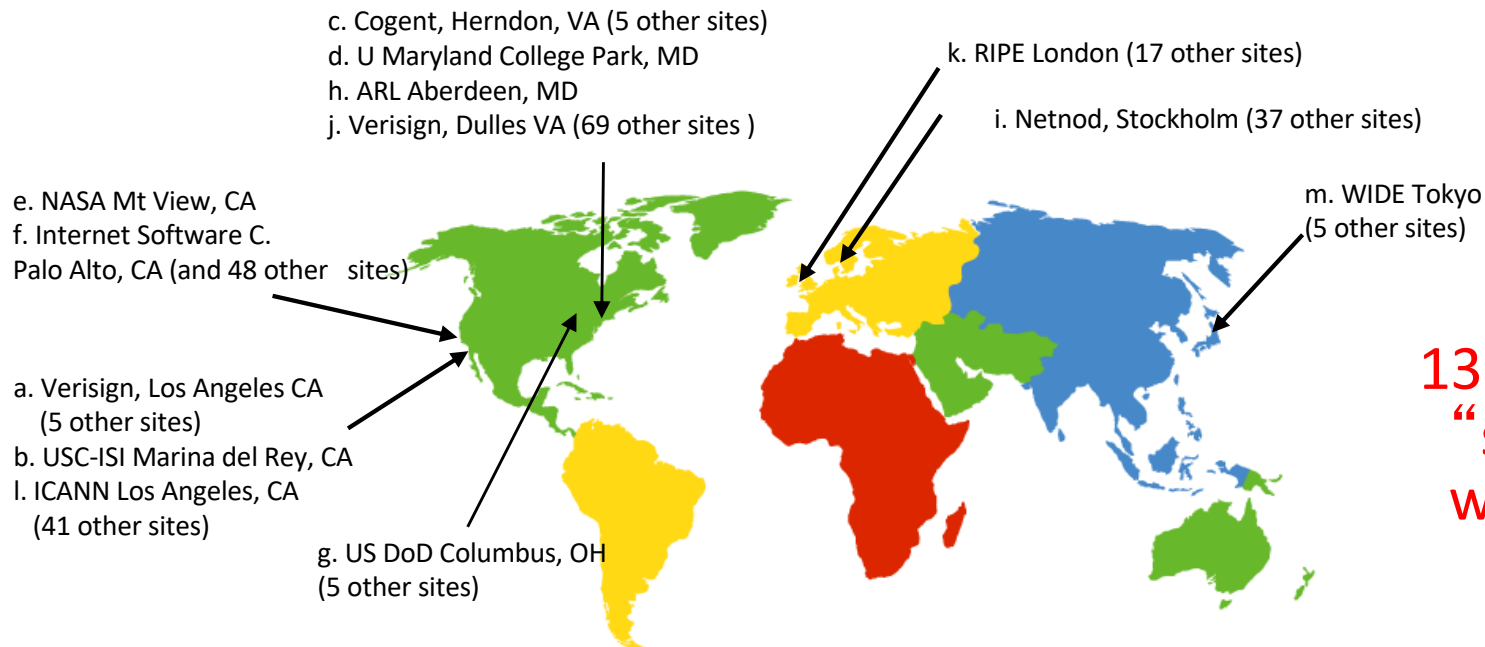 c. Cogent, Herndon, VA (5 other sites)
d. U Maryland College Park, MD
h. ARL Aberdeen, MD
j. Verisign, Dulles VA (69 other sites )
k. RIPE London (17 other sites)
i. Netnod, Stockholm (37 other sites)
m. WIDE Tokyo
(5 other sites)
e. NASA Mt View, CA
f. Internet Software C.
Palo Alto, CA (and 48 other sites)
a. Verisign, Los Angeles CA
(5 other sites)
b. USC-ISI Marina del Rey, CA
l. ICANN Los Angeles, CA
(41 other sites)
g. US DoD Columbus, OH
(5 other sites)
13